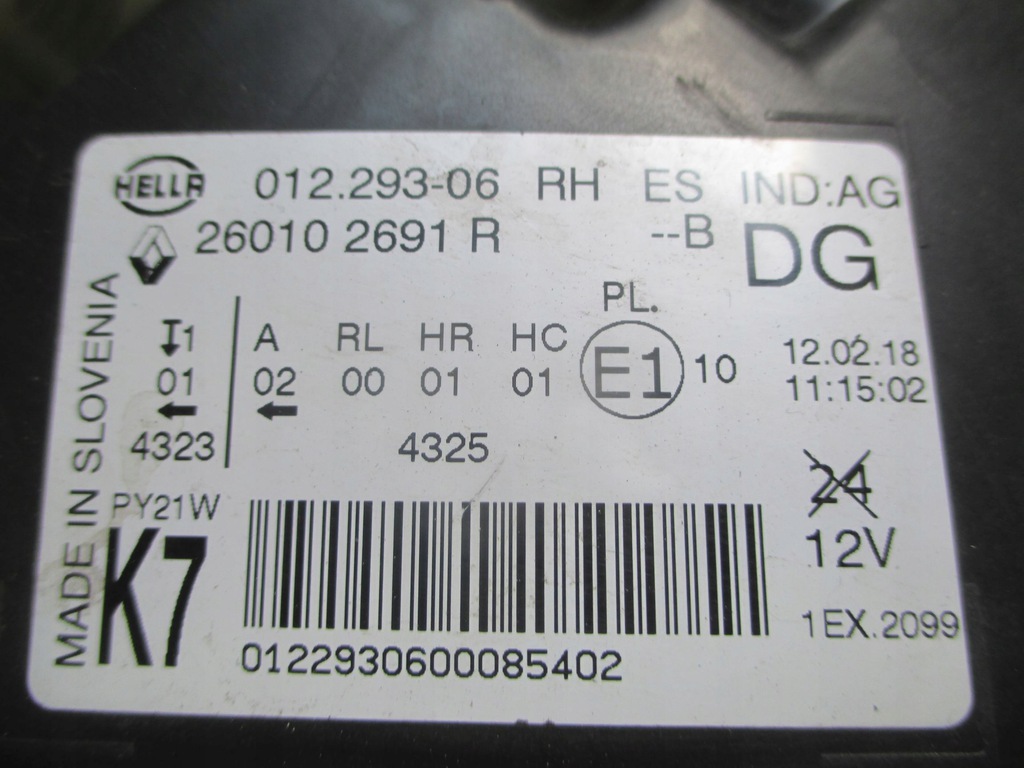 HELLA 012.293-06 RH ES IND:AG
26010 2691 R --B DG
MADE IN SLOVENIA
PL.
1 A RL HR HC E1 10 12.02.18
01 02 00 01 01 11:15:02
4323 4325
24
PY21W 12V
K7
1EX.2099
0122930600085402